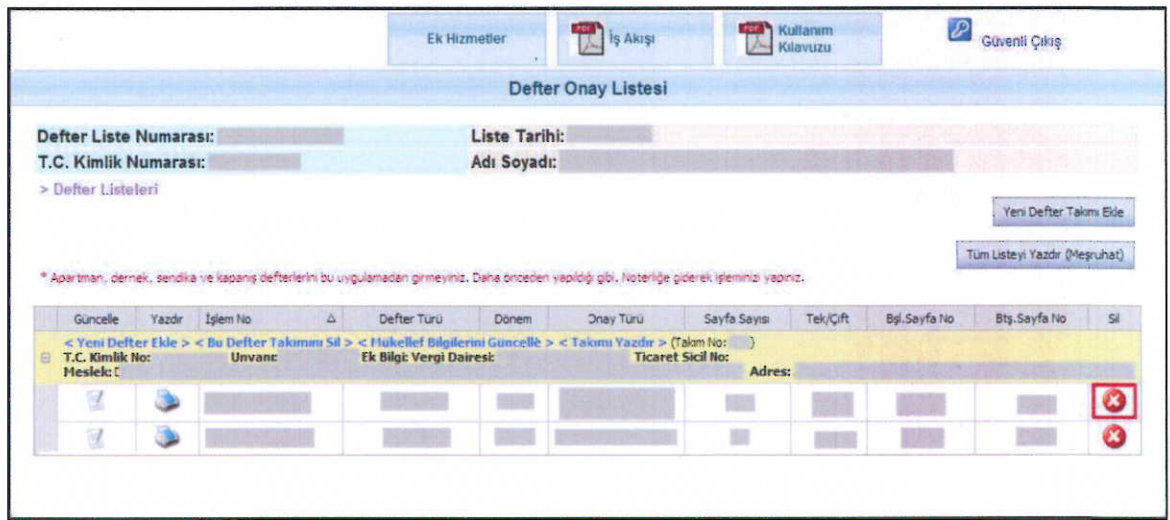 Ek Hizmetler
PDF İş Akışı
PDF Kullanım Kılavuzu
Güvenli Çıkış
Defter Onay Listesi
Defter Liste Numarası: Liste Tarihi:
T.C. Kimlik Numarası: Adı Soyadı:
> Defter Listeleri
Yeni Defter Takımı Ekle
Tüm Listeyi Yazdır (Meşruhat)
* Apartman, dernek, sendika ve kapanış defterlerini bu uygulamadan girmeyiniz. Daha önceden yapıldığı gibi, Noterliğe giderek işleminizi yapınız.
Güncelle Yazdır İşlem No Defter Türü Dönem Onay Türü Sayfa Sayısı Tek/Çift Bşl.Sayfa No Btş.Sayfa No Sil
< Yeni Defter Ekle > < Bu Defter Takımını Sil > < Mükellef Bilgilerini Güncelle > < Takımı Yazdır > (Takım No: )
T.C. Kimlik No: Unvanı: Ek Bilgi: Vergi Dairesi: Ticaret Sicil No:
Meslek: Adres: